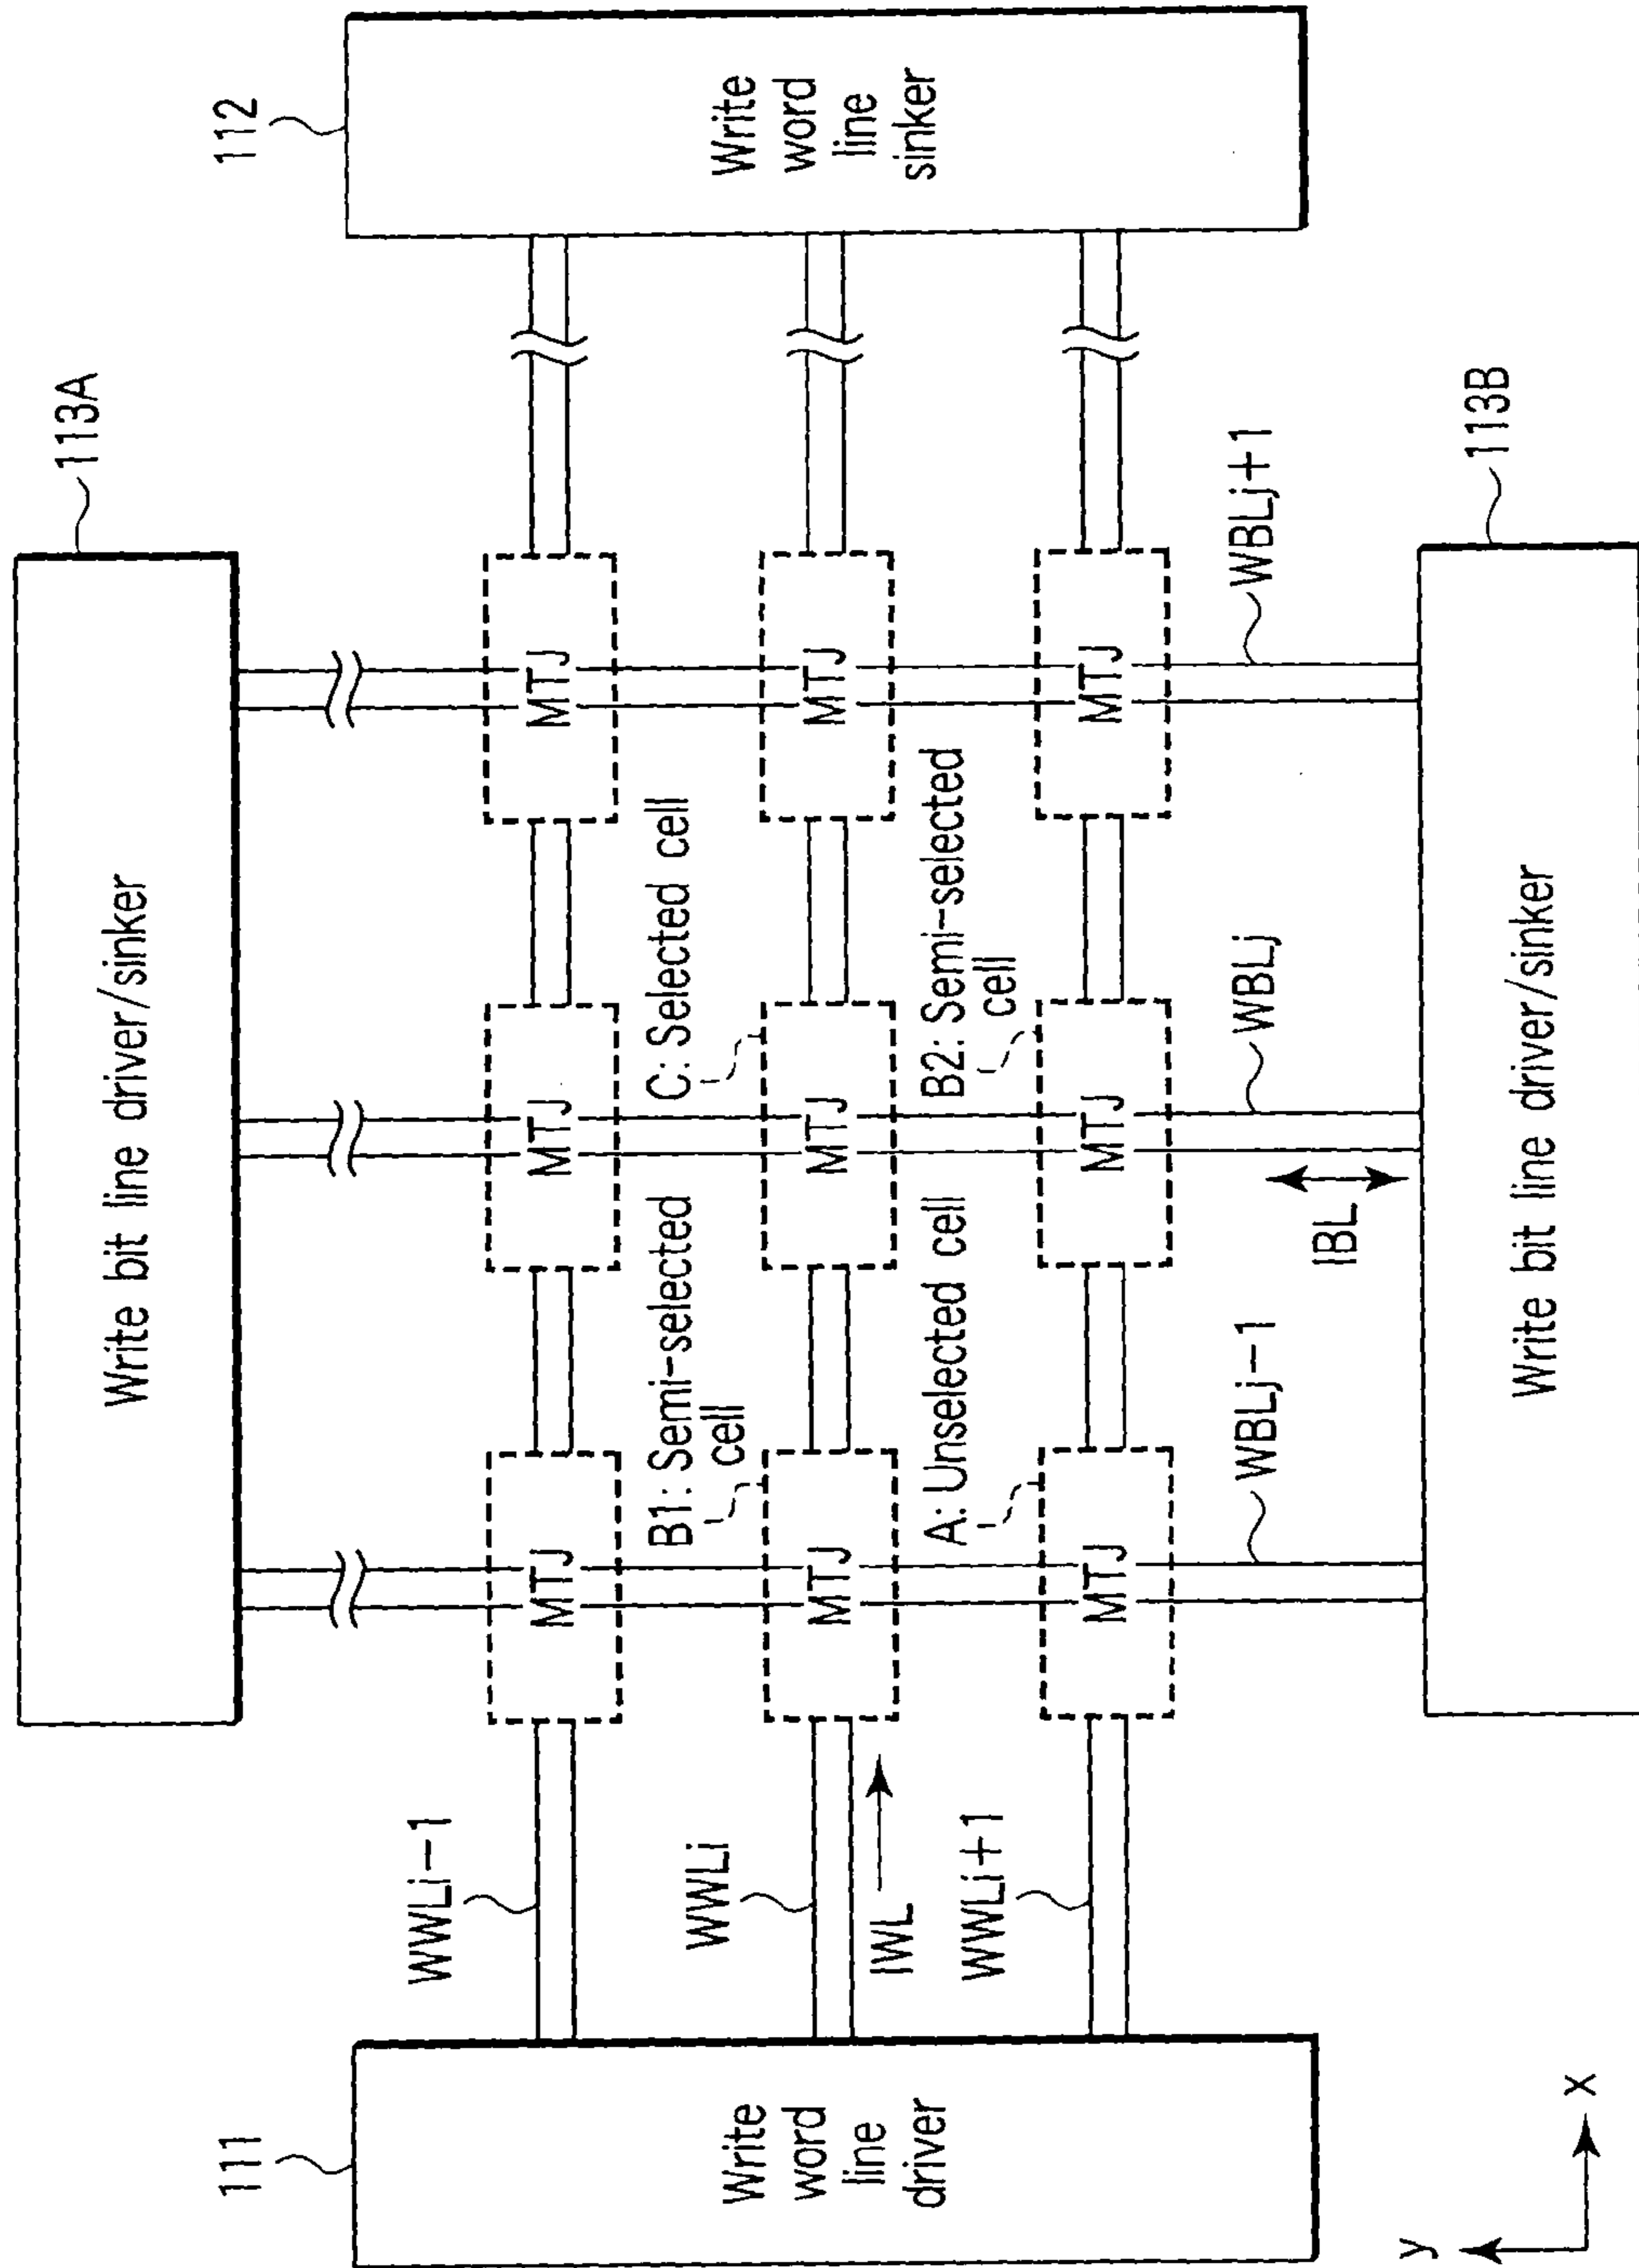 Write bit line driver/sinker
113A
111
112
WWLi−1
MTJ
MTJ
MTJ
B1: Semi-selected
cell
C: Selected cell
WWLi
Write
word
line
driver
Write
word
line
sinker
MTJ
MTJ
MTJ
IWL
A: Unselected cell
B2: Semi-selected
cell
WWLi+1
MTJ
MTJ
MTJ
WBLj−1
WBLj
WBLj+1
IBL
y
x
113B
Write bit line driver/sinker